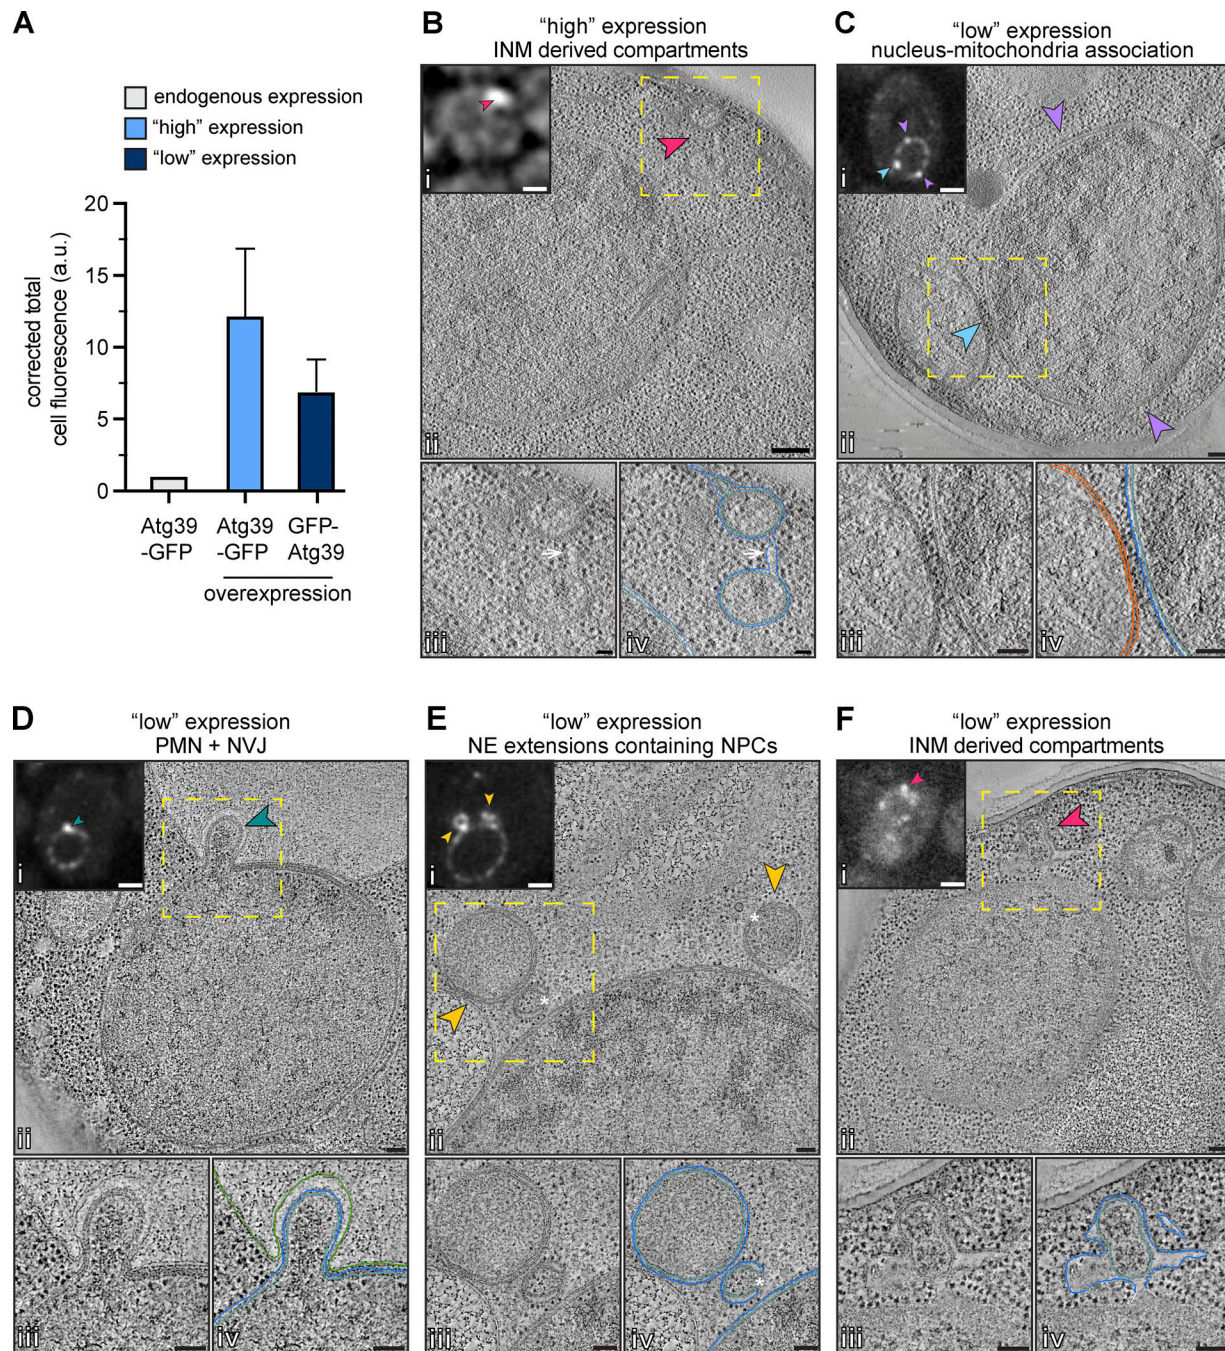 A
endogenous expression
“high” expression
“low” expression
corrected total
cell fluorescence (a.u.)
20
15
10
5
0
Atg39
-GFP
Atg39
-GFP
GFP-
Atg39
overexpression
B
“high” expression
INM derived compartments
i
ii
iii
iv
C
“low” expression
nucleus-mitochondria association
i
ii
iii
iv
D
“low” expression
PMN + NVJ
i
ii
iii
iv
E
“low” expression
NE extensions containing NPCs
i
*
*
ii
iii
*
iv
F
“low” expression
INM derived compartments
i
ii
iii
iv